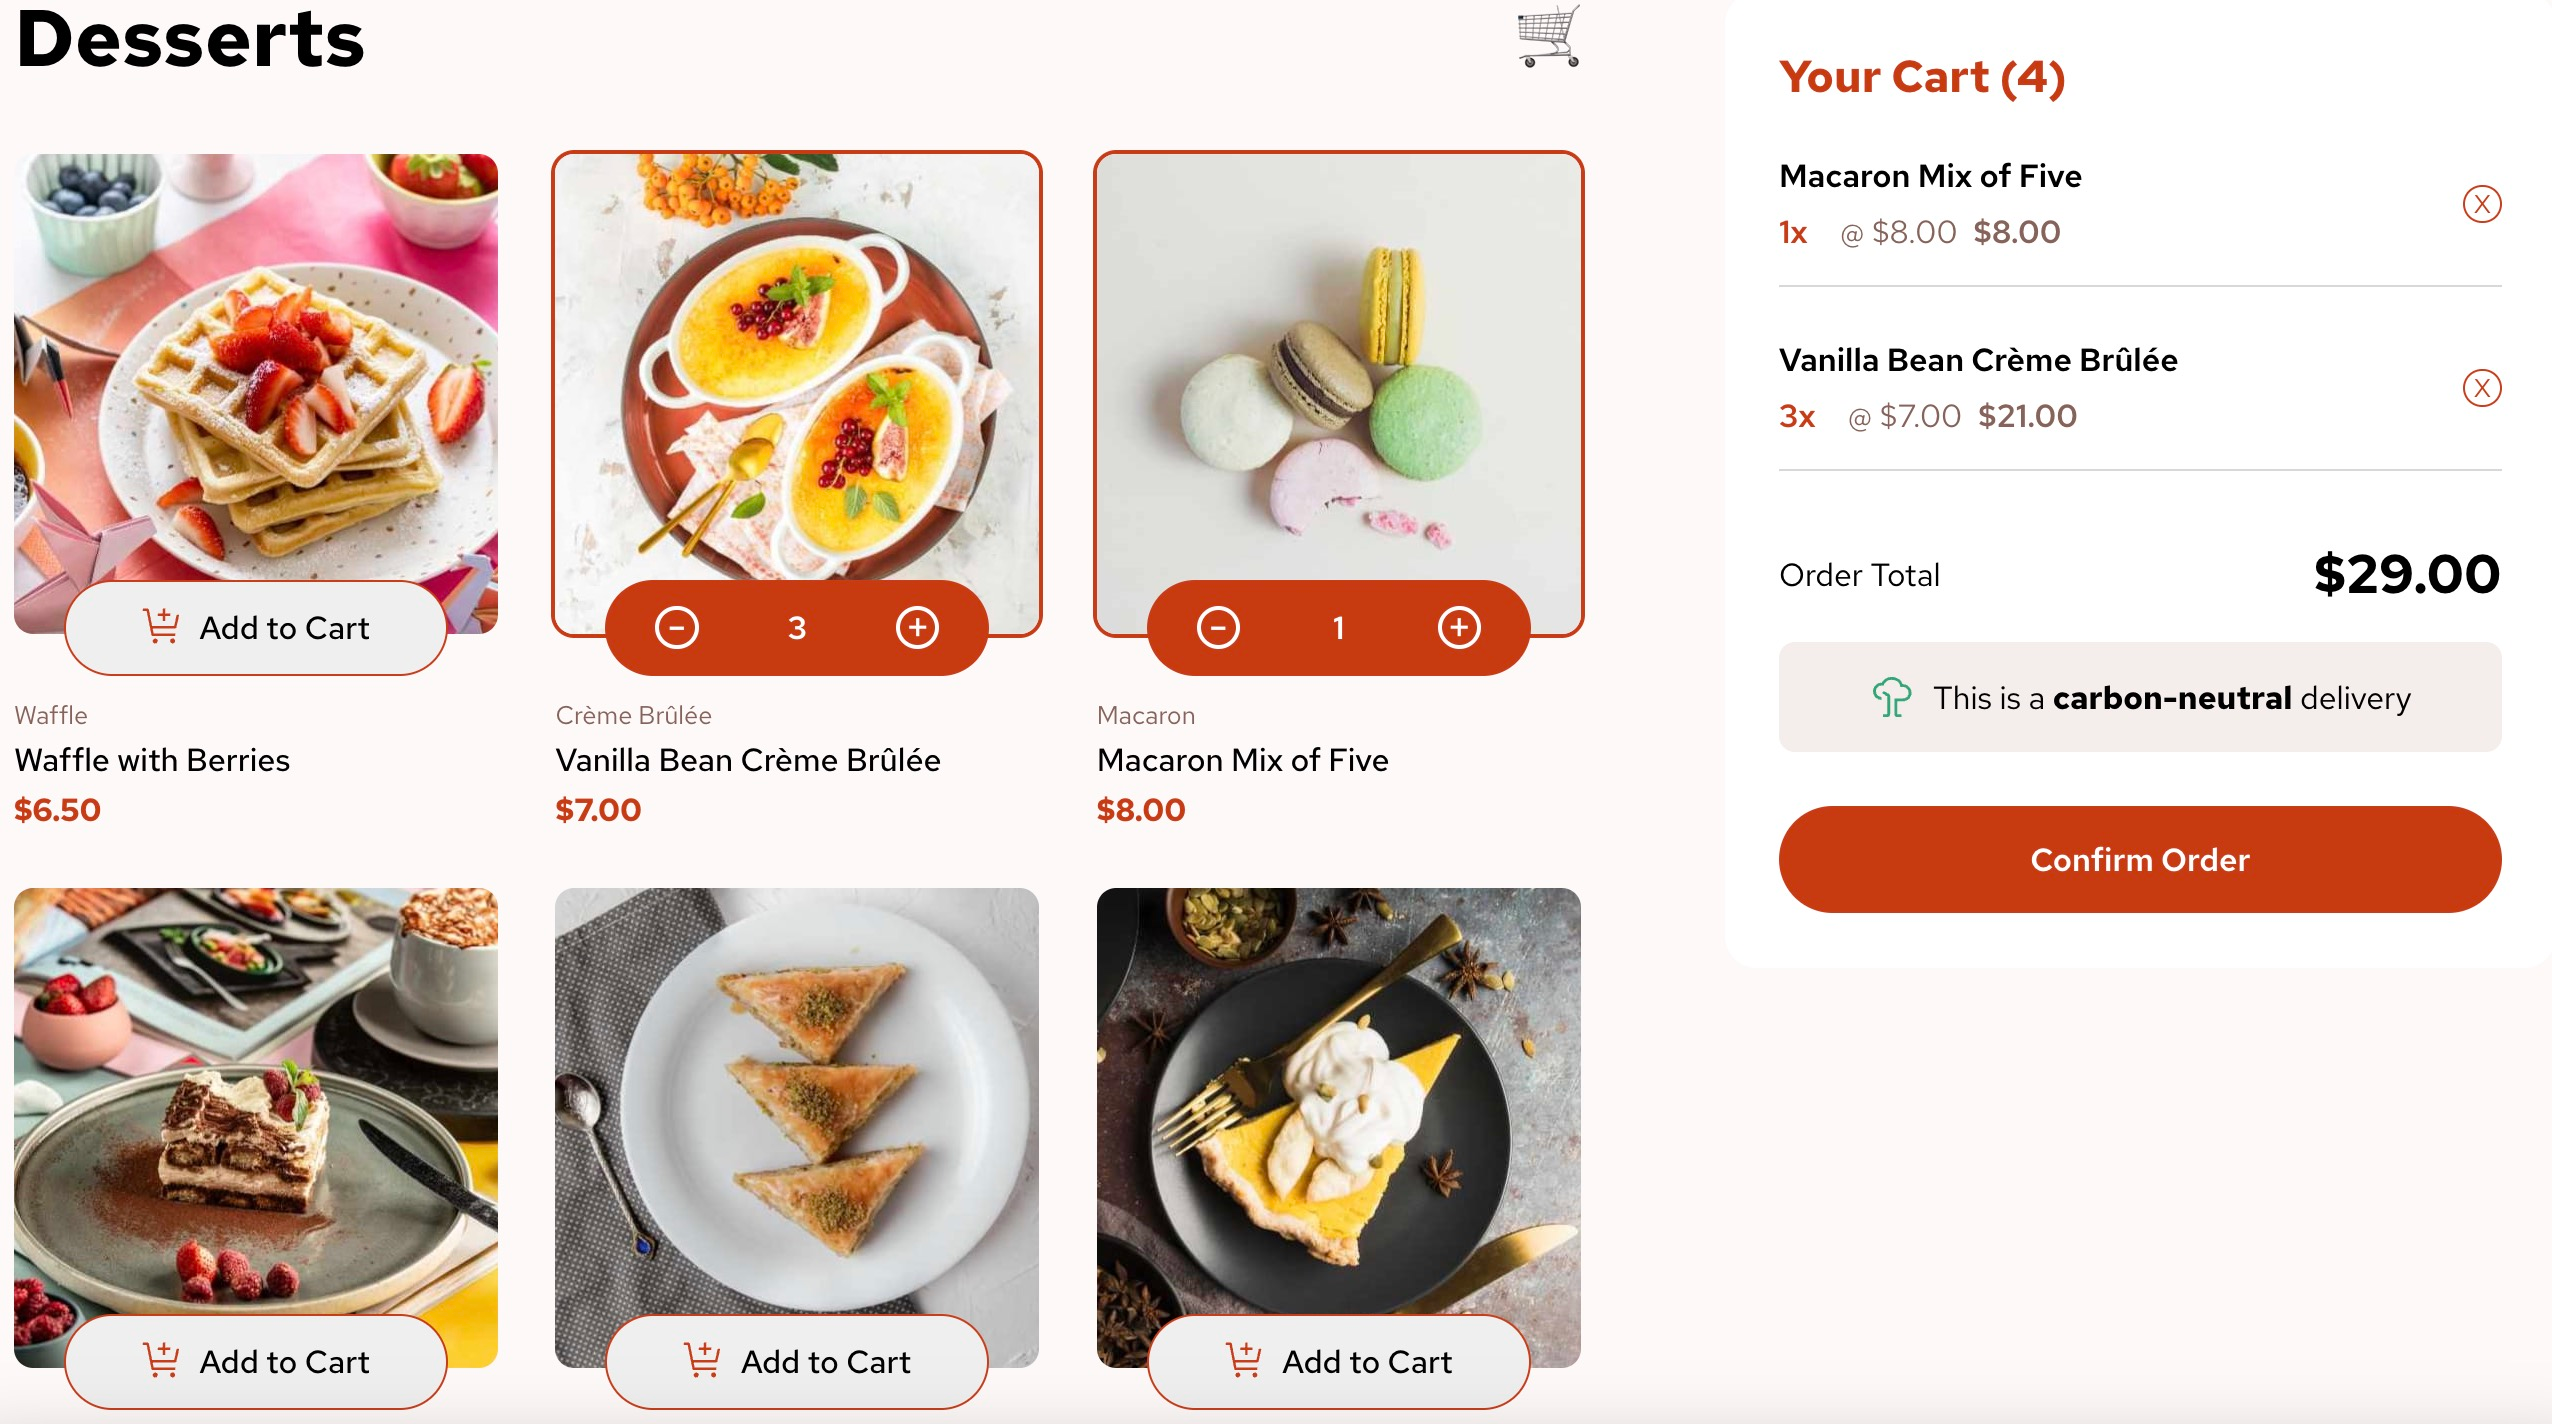 Desserts
Add to Cart
Waffle
Waffle with Berries
$6.50
3
Crème Brûlée
Vanilla Bean Crème Brûlée
$7.00
1
Macaron
Macaron Mix of Five
$8.00
Add to Cart
Add to Cart
Add to Cart
Your Cart (4)
Macaron Mix of Five
1x @ $8.00 $8.00
X
Vanilla Bean Crème Brûlée
3x @ $7.00 $21.00
X
Order Total $29.00
This is a carbon-neutral delivery
Confirm Order